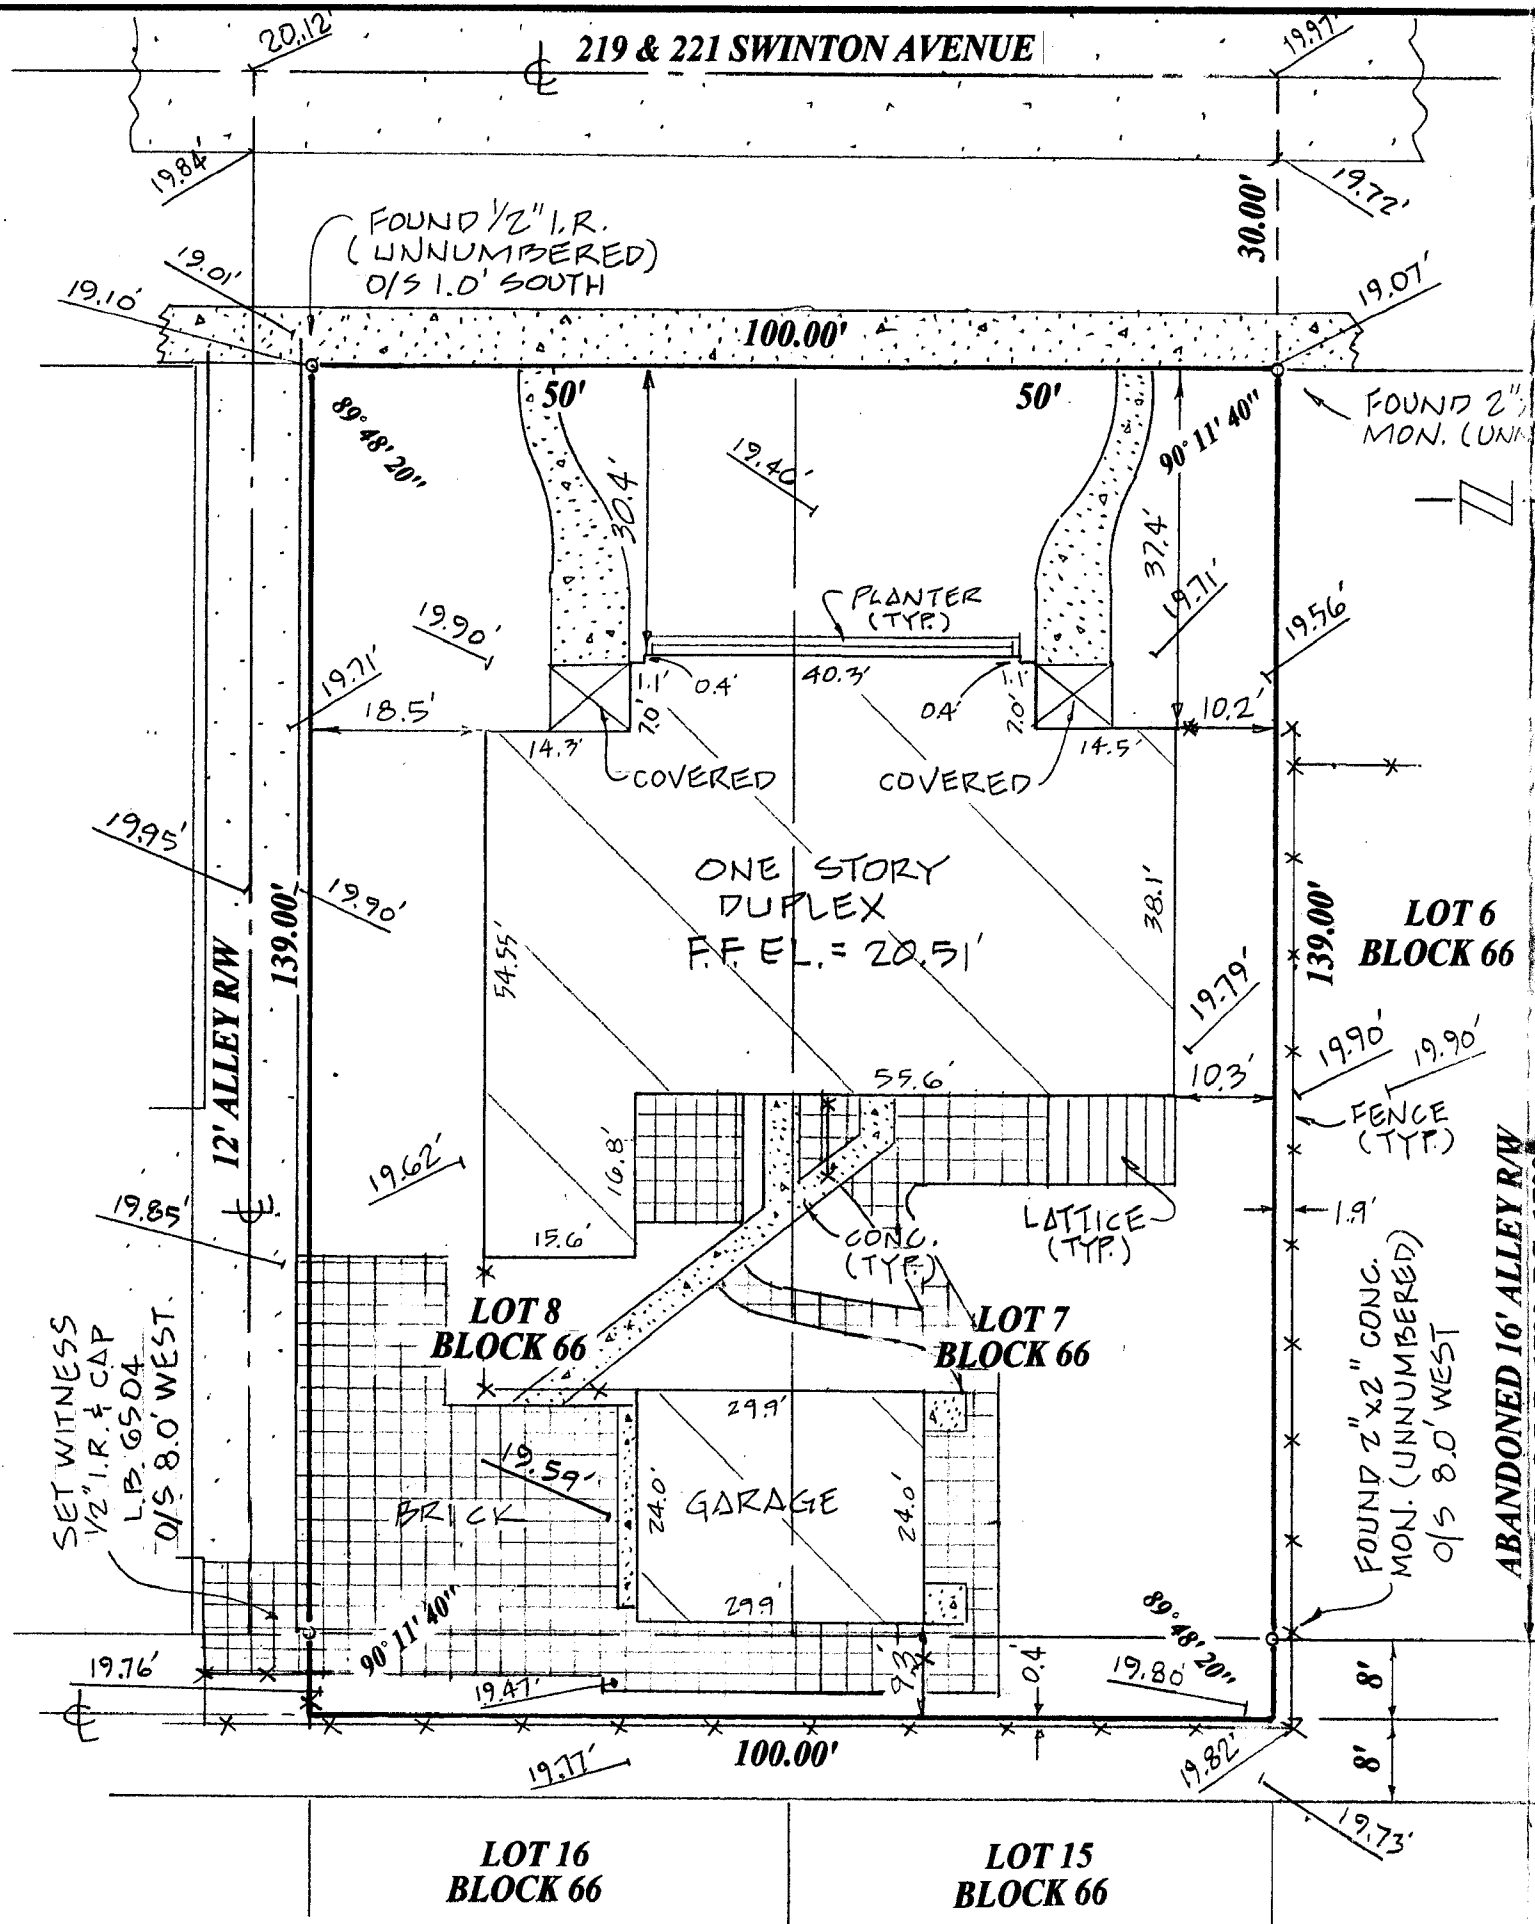 20.12'
219 & 221 SWINTON AVENUE
19.97'
19.84'
19.72'
30.00'
FOUND 1/2" I.R.
(UNNUMBERED)
O/S 1.0' SOUTH
19.01'
19.10'
19.07'
100.00'
50'
50'
89° 48' 20"
90° 11' 40"
FOUND 2"
MON. (UNN
19.40'
30.4'
37.4'
PLANTER
(TYP.)
19.90'
19.71'
19.56'
19.71'
18.5'
1.1'
0.4'
40.3'
0.4'
1.1'
7.0'
7.0'
10.2'
14.3'
14.5'
COVERED
COVERED
19.95'
19.90'
139.00'
ONE STORY
DUPLEX
F.F. EL. = 20.51'
54.55'
38.1'
139.00'
LOT 6
BLOCK 66
12' ALLEY R/W
19.79'
19.90'
19.90'
55.6'
10.3'
FENCE
(TYP.)
19.62'
16.8'
19.85'
15.6'
CONC.
(TYP.)
LATTICE
(TYP.)
1.9'
ABANDONED 16' ALLEY R/W
LOT 8
BLOCK 66
LOT 7
BLOCK 66
SET WITNESS
1/2" I.R. & CAP
L.B. 6504
O/S 8.0' WEST
FOUND 2"x2" CONC.
MON. (UNNUMBERED)
O/S 8.0' WEST
29.9'
19.59'
BRICK
24.0'
GARAGE
24.0'
29.9'
90° 11' 40"
89° 48' 20"
9.3'
0.4'
19.76'
19.47'
19.80'
8'
8'
100.00'
19.77'
19.82'
19.73'
LOT 16
BLOCK 66
LOT 15
BLOCK 66